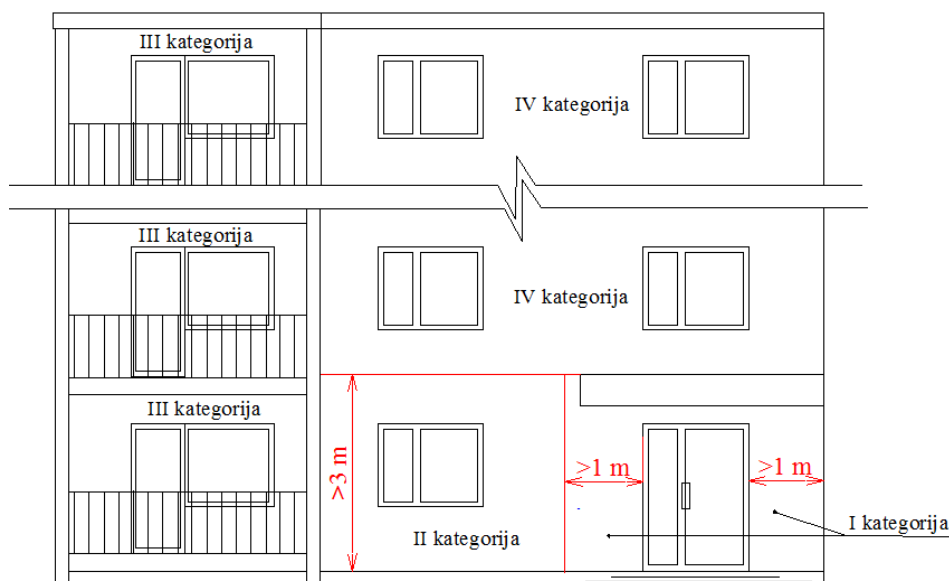 III kategorija
IV kategorija
III kategorija
IV kategorija
III kategorija
>3 m
>1 m
>1 m
II kategorija
I kategorija